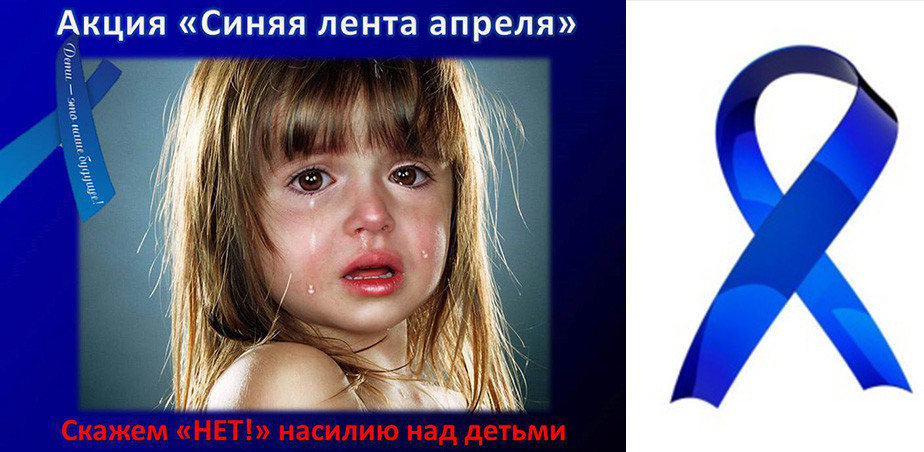 Акция «Синяя лента апреля»
Дети – это наше будущее!
Скажем «НЕТ!» насилию над детьми